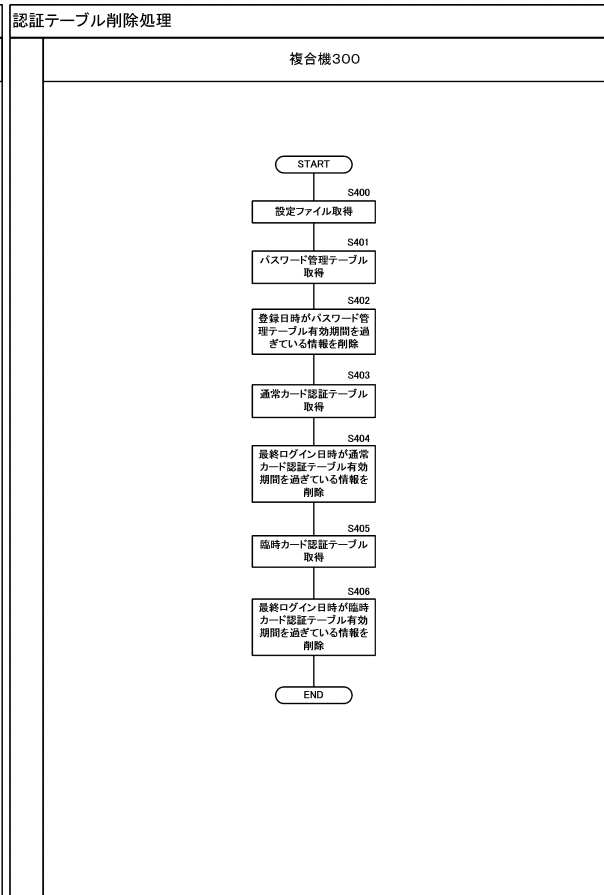 認証テーブル削除処理
複合機300
START
S400
設定ファイル取得
S401
パスワード管理テーブル
取得
S402
登録日時がパスワード管
理テーブル有効期間を過
ぎている情報を削除
S403
通常カード認証テーブル
取得
S404
最終ログイン日時が通常
カード認証テーブル有効
期間を過ぎている情報を
削除
S405
臨時カード認証テーブル
取得
S406
最終ログイン日時が臨時
カード認証テーブル有効
期間を過ぎている情報を
削除
END